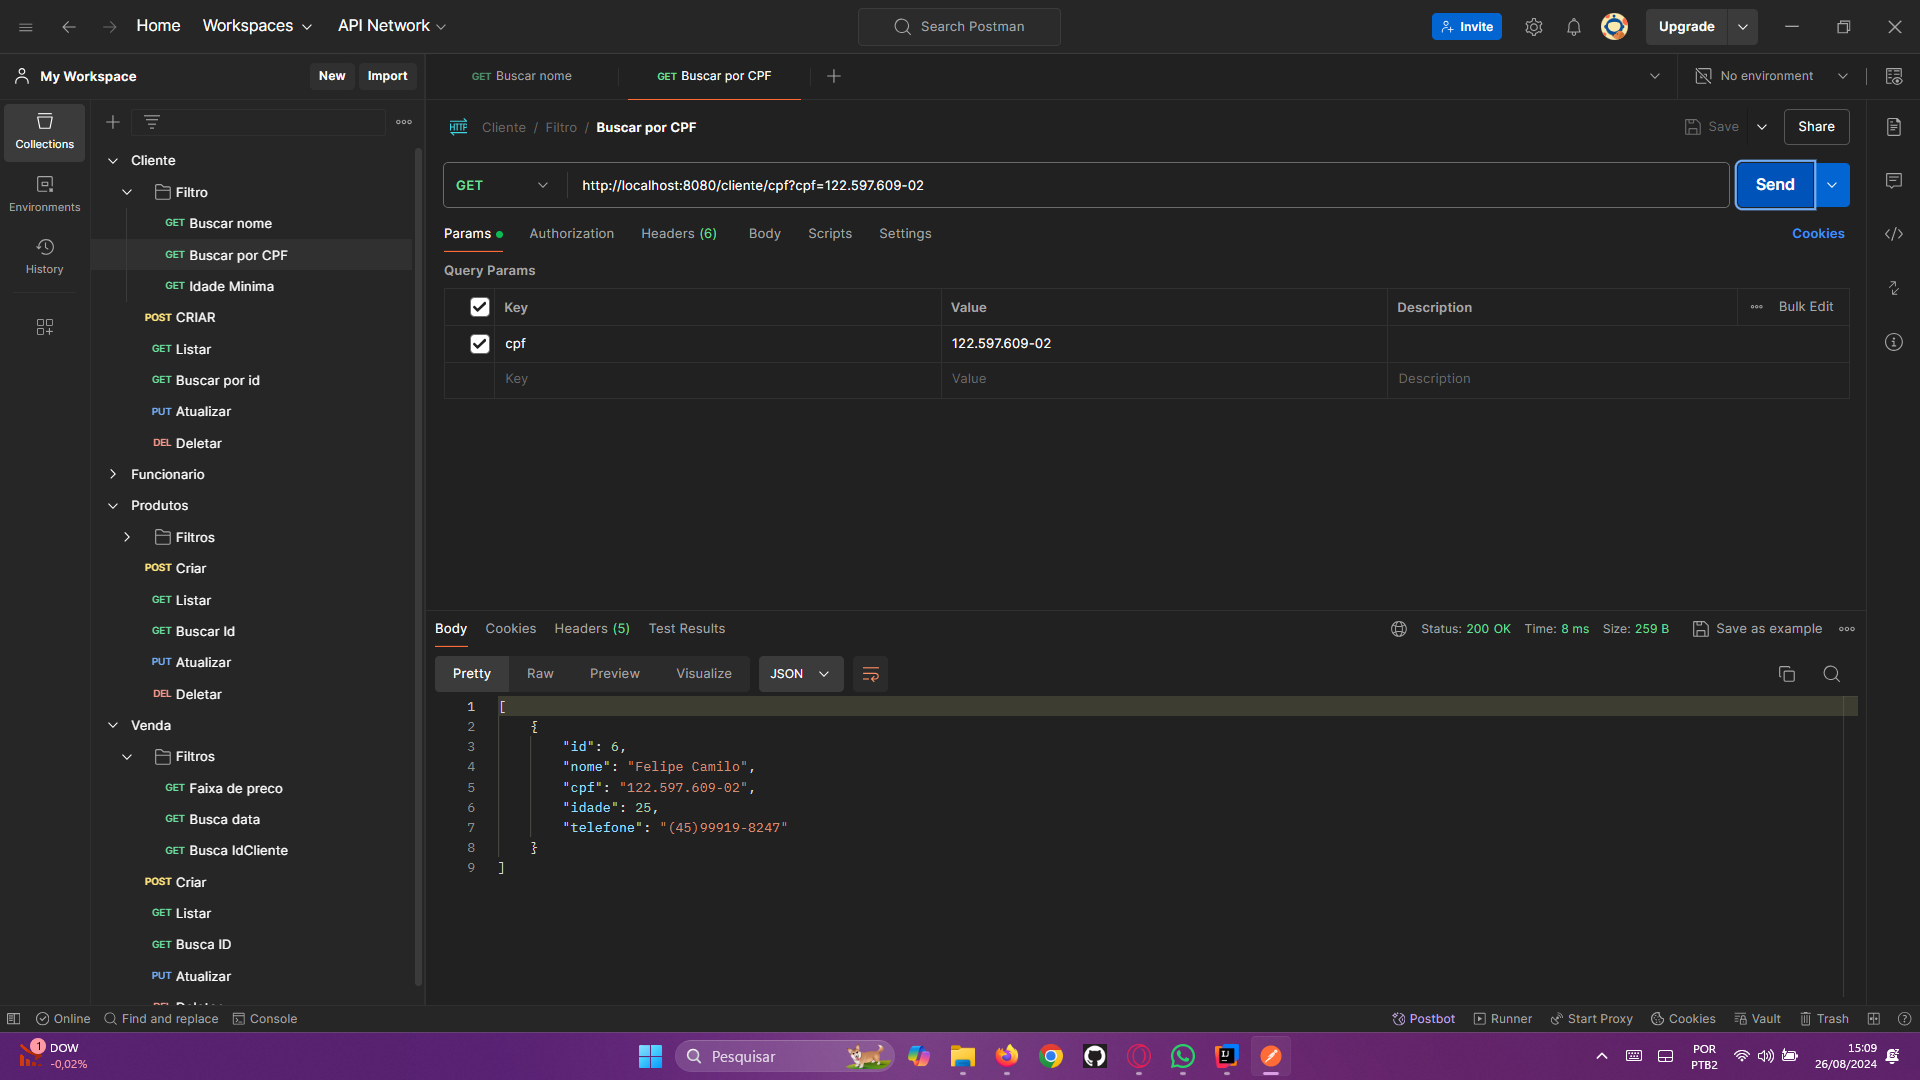 Home
Workspaces
API Network
Search Postman
Invite
Upgrade
My Workspace
New
Import
GET Buscar nome
GET Buscar por CPF
No environment
Collections
Environments
History
Cliente
Filtro
GET Buscar nome
GET Buscar por CPF
GET Idade Minima
POST CRIAR
GET Listar
GET Buscar por id
PUT Atualizar
DEL Deletar
Funcionario
Produtos
Filtros
POST Criar
GET Listar
GET Buscar Id
PUT Atualizar
DEL Deletar
Venda
Filtros
GET Faixa de preco
GET Busca data
GET Busca IdCliente
POST Criar
GET Listar
GET Busca ID
PUT Atualizar
HTTP Cliente / Filtro / Buscar por CPF
Save
Share
GET
http://localhost:8080/cliente/cpf?cpf=122.597.609-02
Send
Params
Authorization
Headers (6)
Body
Scripts
Settings
Cookies
Query Params
Key Value Description Bulk Edit
cpf 122.597.609-02
Key Value Description
Body Cookies Headers (5) Test Results
Status: 200 OK Time: 8 ms Size: 259 B Save as example
Pretty Raw Preview Visualize JSON
1 [
2 {
3 "id": 6,
4 "nome": "Felipe Camilo",
5 "cpf": "122.597.609-02",
6 "idade": 25,
7 "telefone": "(45)99919-8247"
8 }
9 ]
Online
Find and replace
Console
Postbot
Runner
Start Proxy
Cookies
Vault
Trash
1
DOW
-0,02%
Pesquisar
POR
PTB2
15:09
26/08/2024